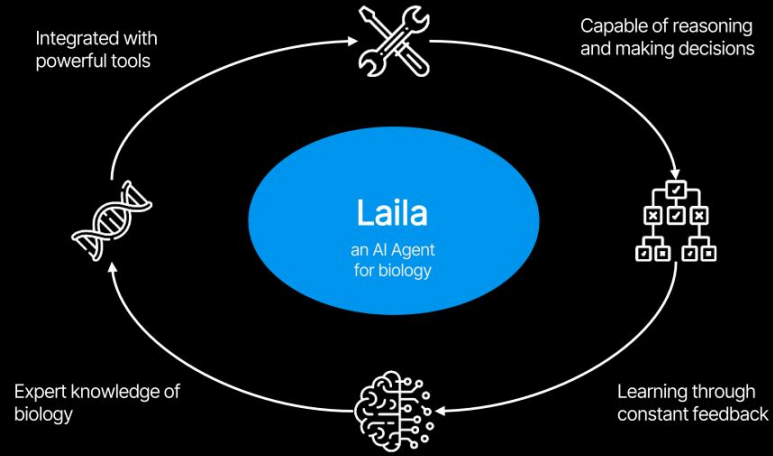 Integrated with
powerful tools
Capable of reasoning
and making decisions
Laila
an AI Agent
for biology
Expert knowledge of
biology
Learning through
constant feedback